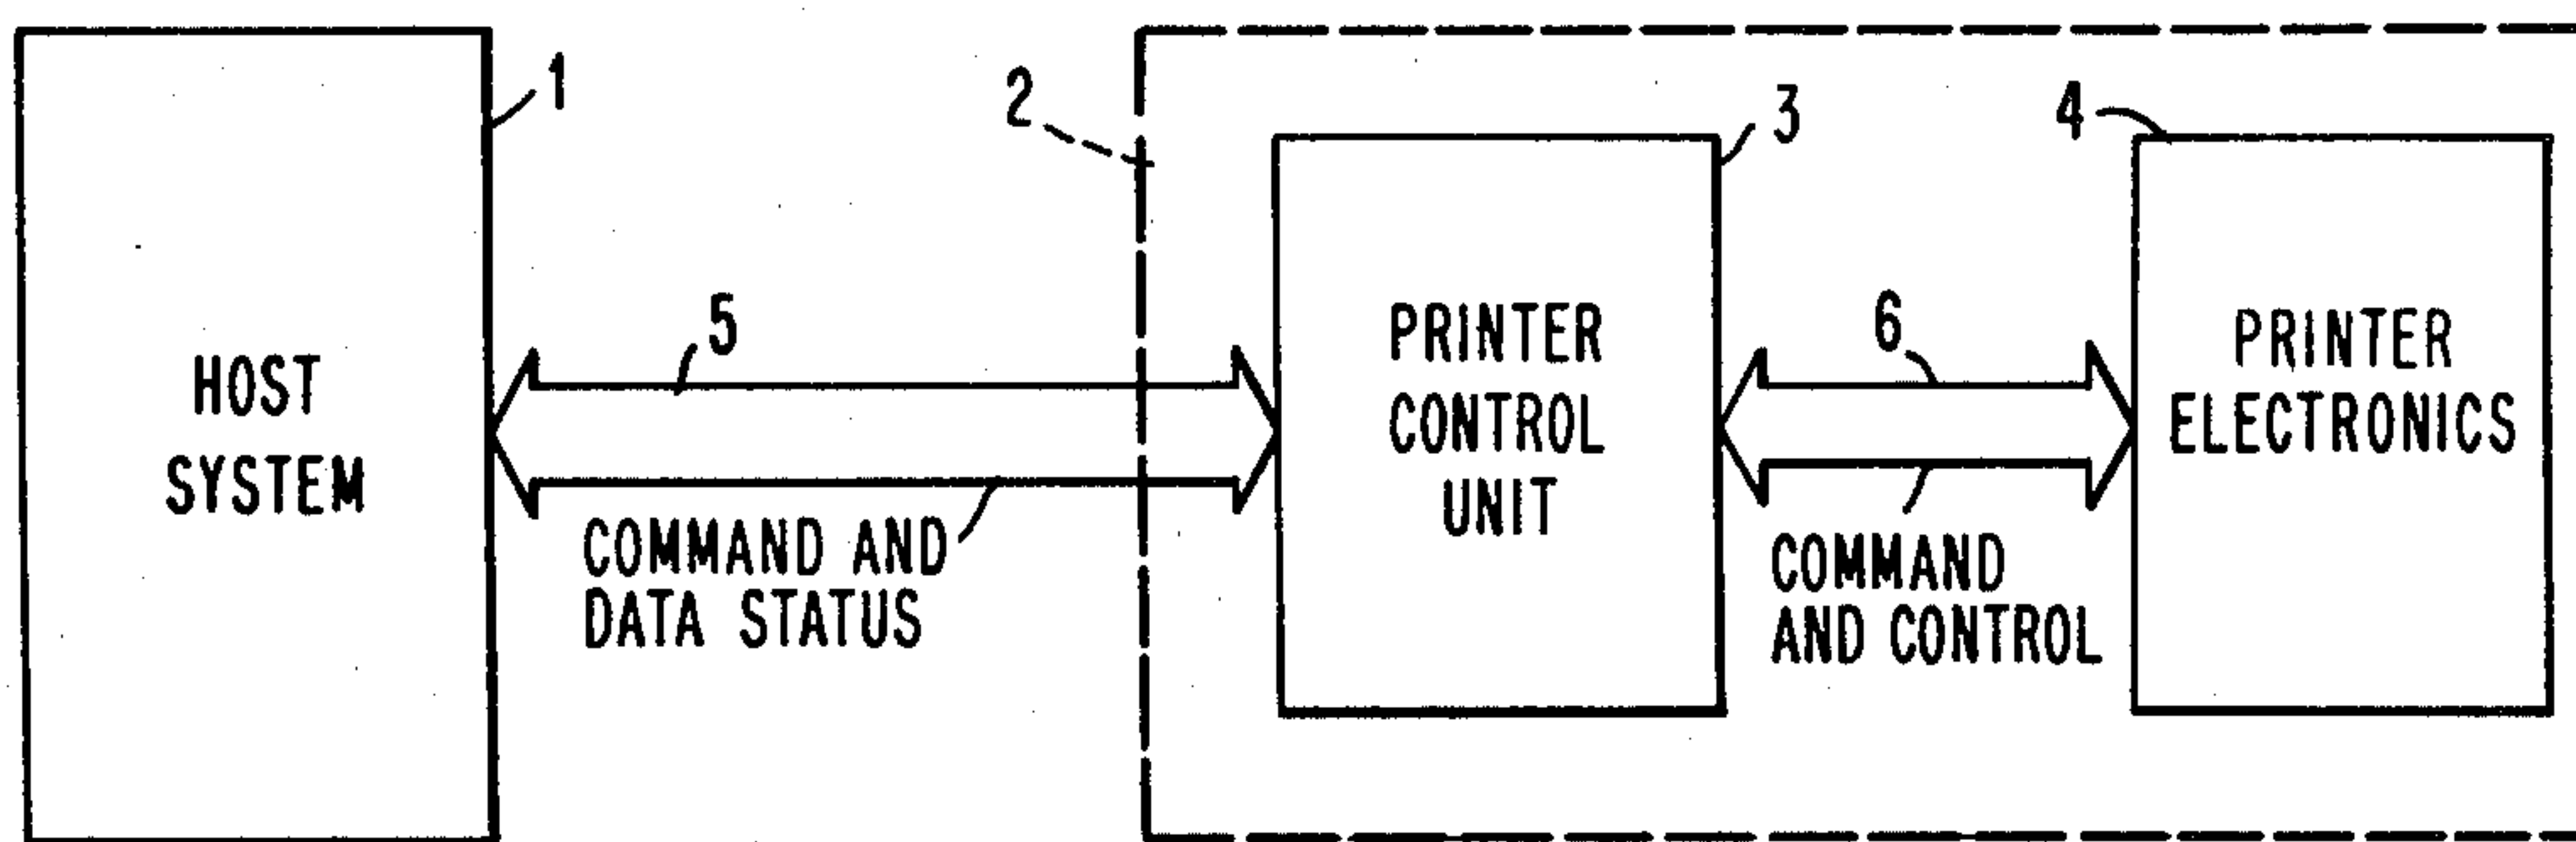 1
2
3
4
5
6
HOST
SYSTEM
COMMAND AND
DATA STATUS
PRINTER
CONTROL
UNIT
COMMAND
AND CONTROL
PRINTER
ELECTRONICS